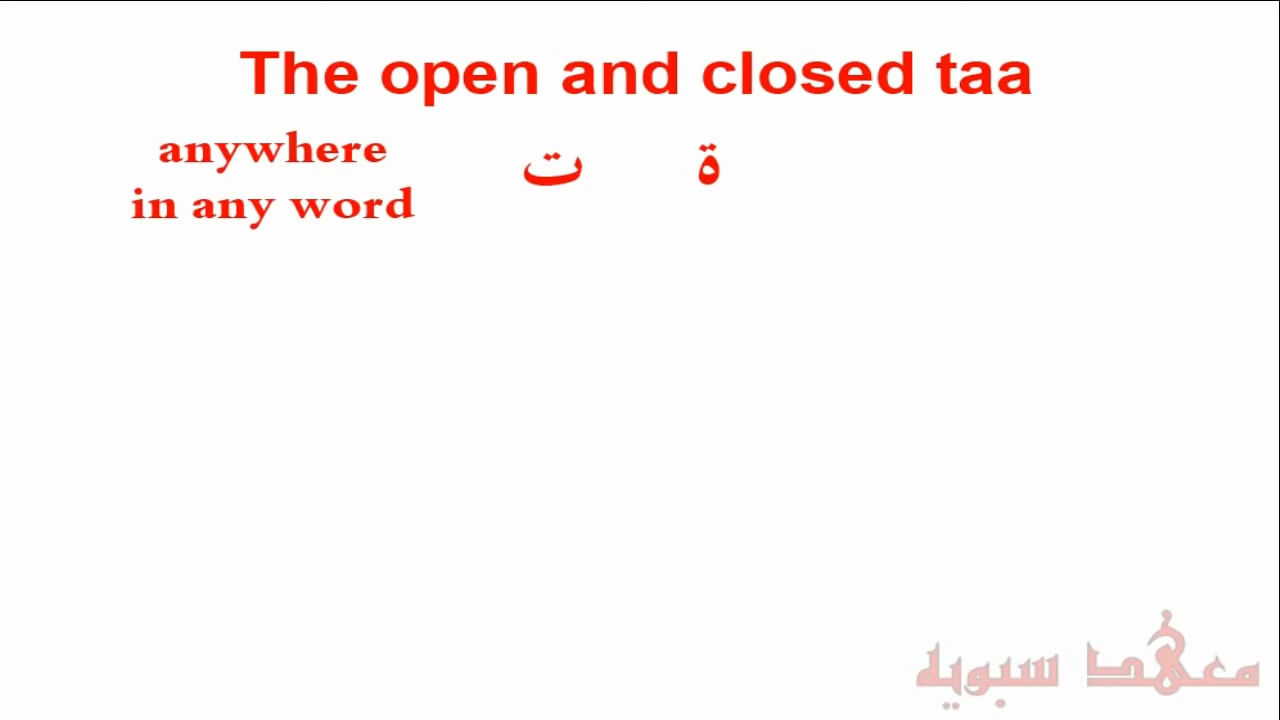 The open and closed taa
anywhere
in any word
ت
ة
معهد سيبويه